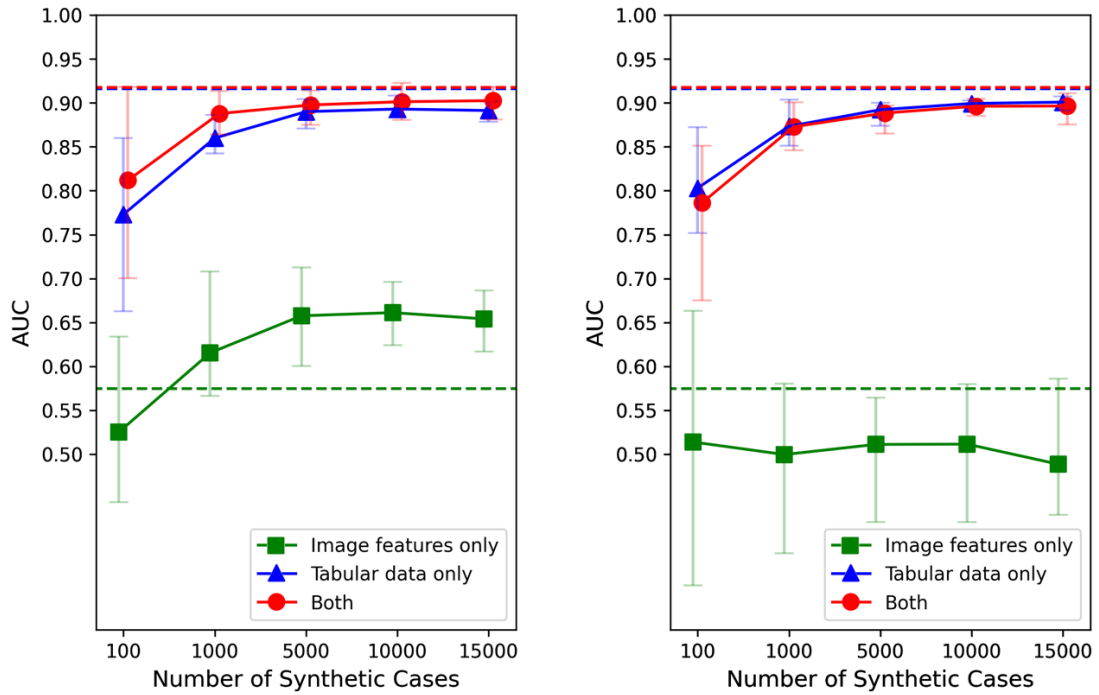 1.00
0.95
0.90
0.85
0.80
0.75
0.70
0.65
0.60
0.55
0.50
AUC
Image features only
Tabular data only
Both
100 1000 5000 10000 15000
Number of Synthetic Cases
1.00
0.95
0.90
0.85
0.80
0.75
0.70
0.65
0.60
0.55
0.50
AUC
Image features only
Tabular data only
Both
100 1000 5000 10000 15000
Number of Synthetic Cases